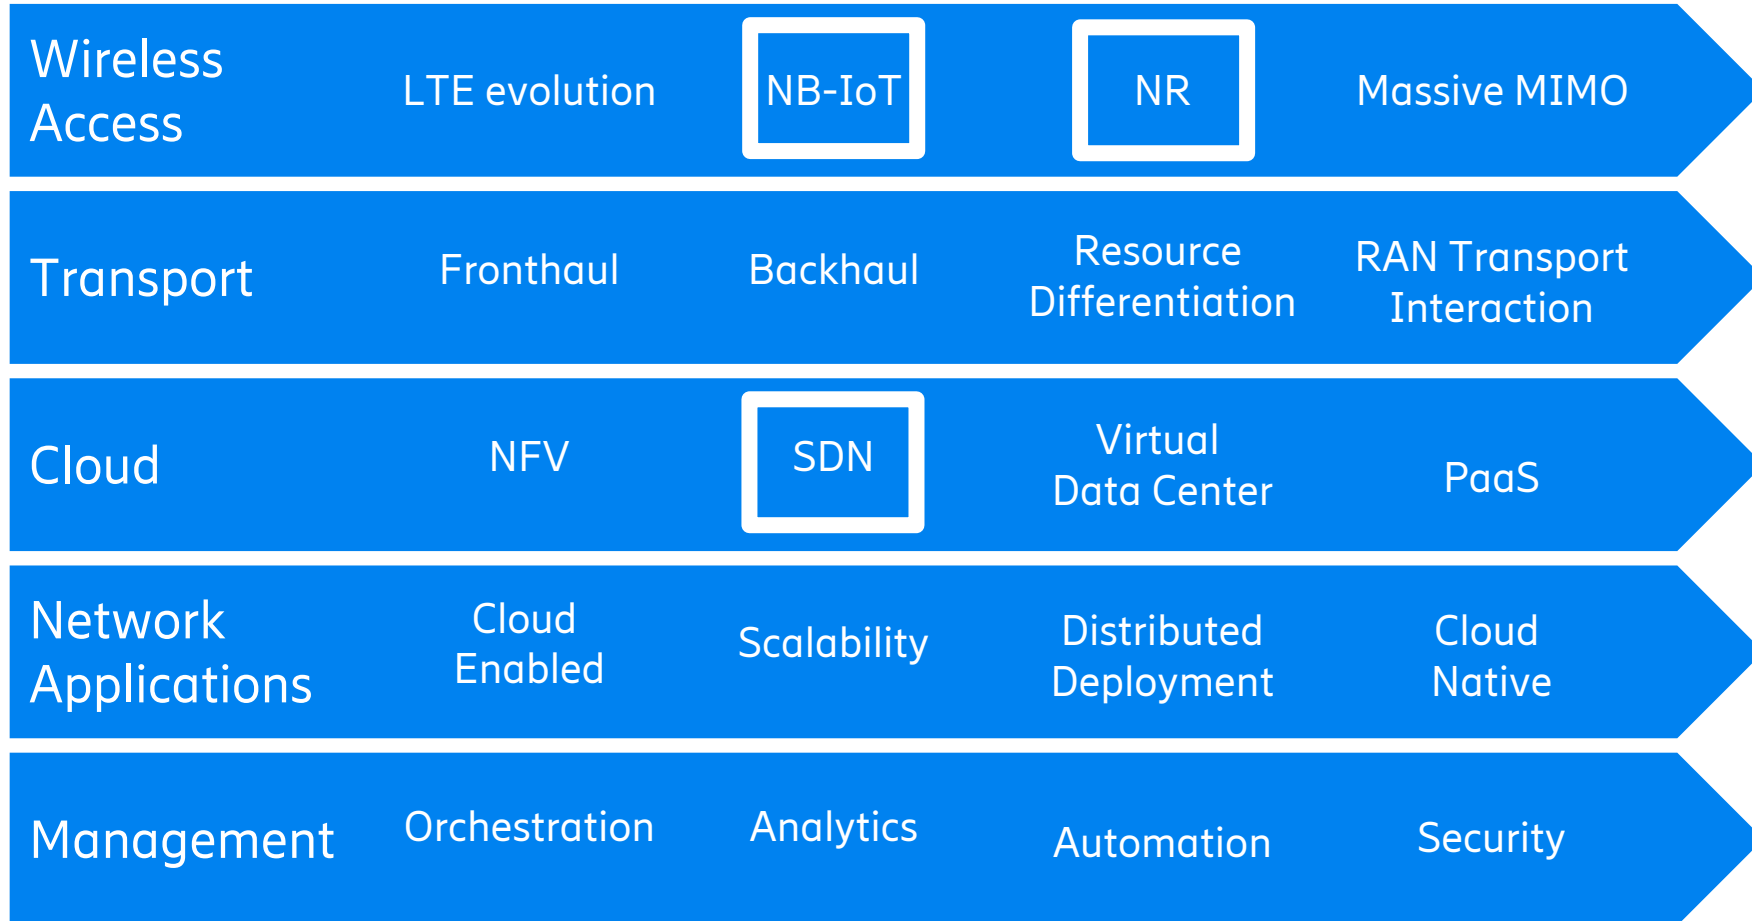 Wireless
Access
LTE evolution
NB-IoT
NR
Massive MIMO
Transport
Fronthaul
Backhaul
Resource
Differentiation
RAN Transport
Interaction
Cloud
NFV
SDN
Virtual
Data Center
PaaS
Network
Applications
Cloud
Enabled
Scalability
Distributed
Deployment
Cloud
Native
Management
Orchestration
Analytics
Automation
Security